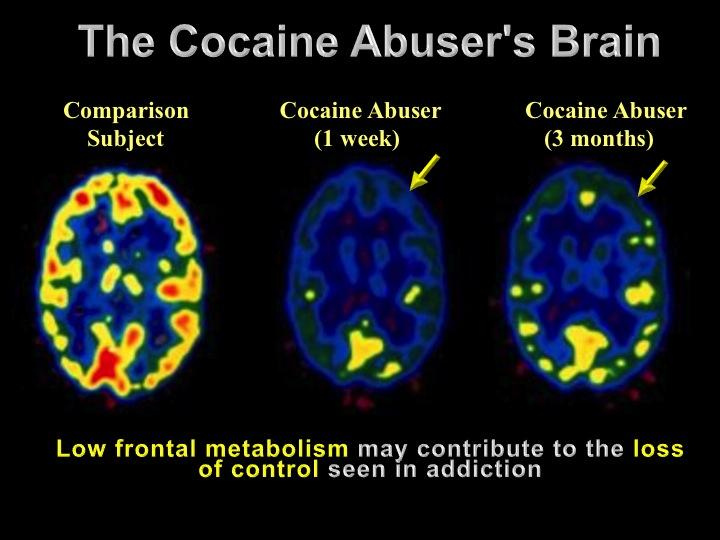 The Cocaine Abuser's Brain
Comparison Subject
Cocaine Abuser (1 week)
Cocaine Abuser (3 months)
Low frontal metabolism may contribute to the loss
of control seen in addiction